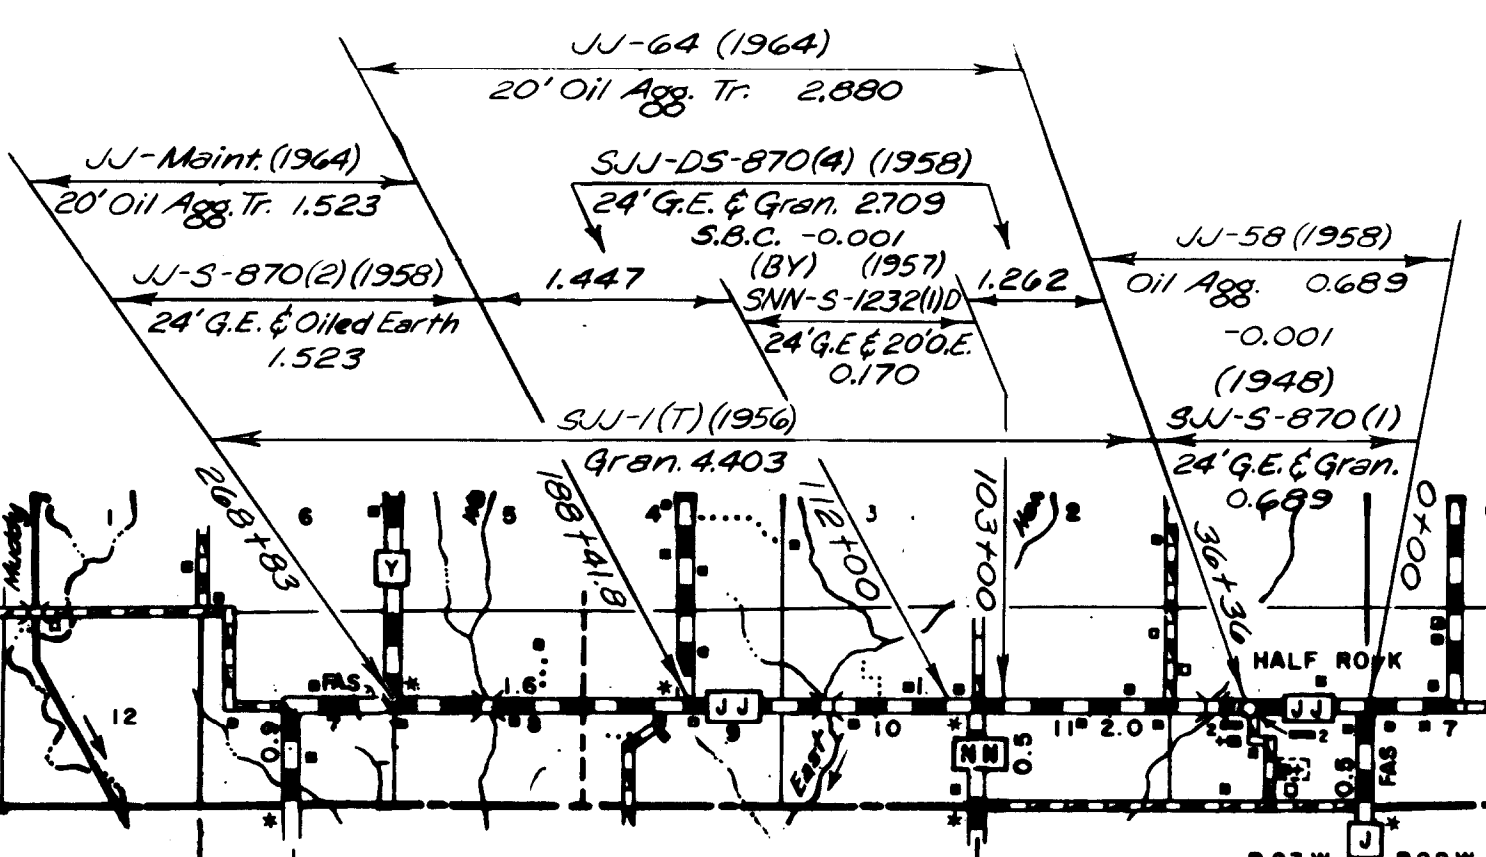 JJ-64 (1964)
20' Oil Agg. Tr. 2.880
JJ-Maint. (1964)
20' Oil Agg. Tr. 1.523
SJJ-DS-870(4) (1958)
24' G.E. & Gran. 2.709
S.B.C. -0.001
JJ-58 (1958)
Oil Agg. 0.689
-0.001
JJ-S-870(2) (1958)
24' G.E. & Oiled Earth
1.523
1.447
(BY) (1957)
SNN-S-1232(1)D
24' G.E & 20' O.E.
0.170
1.262
(1948)
SJJ-S-870(1)
24' G.E. & Gran.
0.689
SJJ-1(T) (1956)
Gran. 4.403
268+83
188+41.8
112+00
103+00
36+36
0+00
Muddy
1
6
5
4
3
2
Y
HALF ROCK
FAS
1.6
12
7
8
9
10
11
2.0
7
JJ
JJ
NN
0.9
0.5
0.5
FAS
East
2
2
J